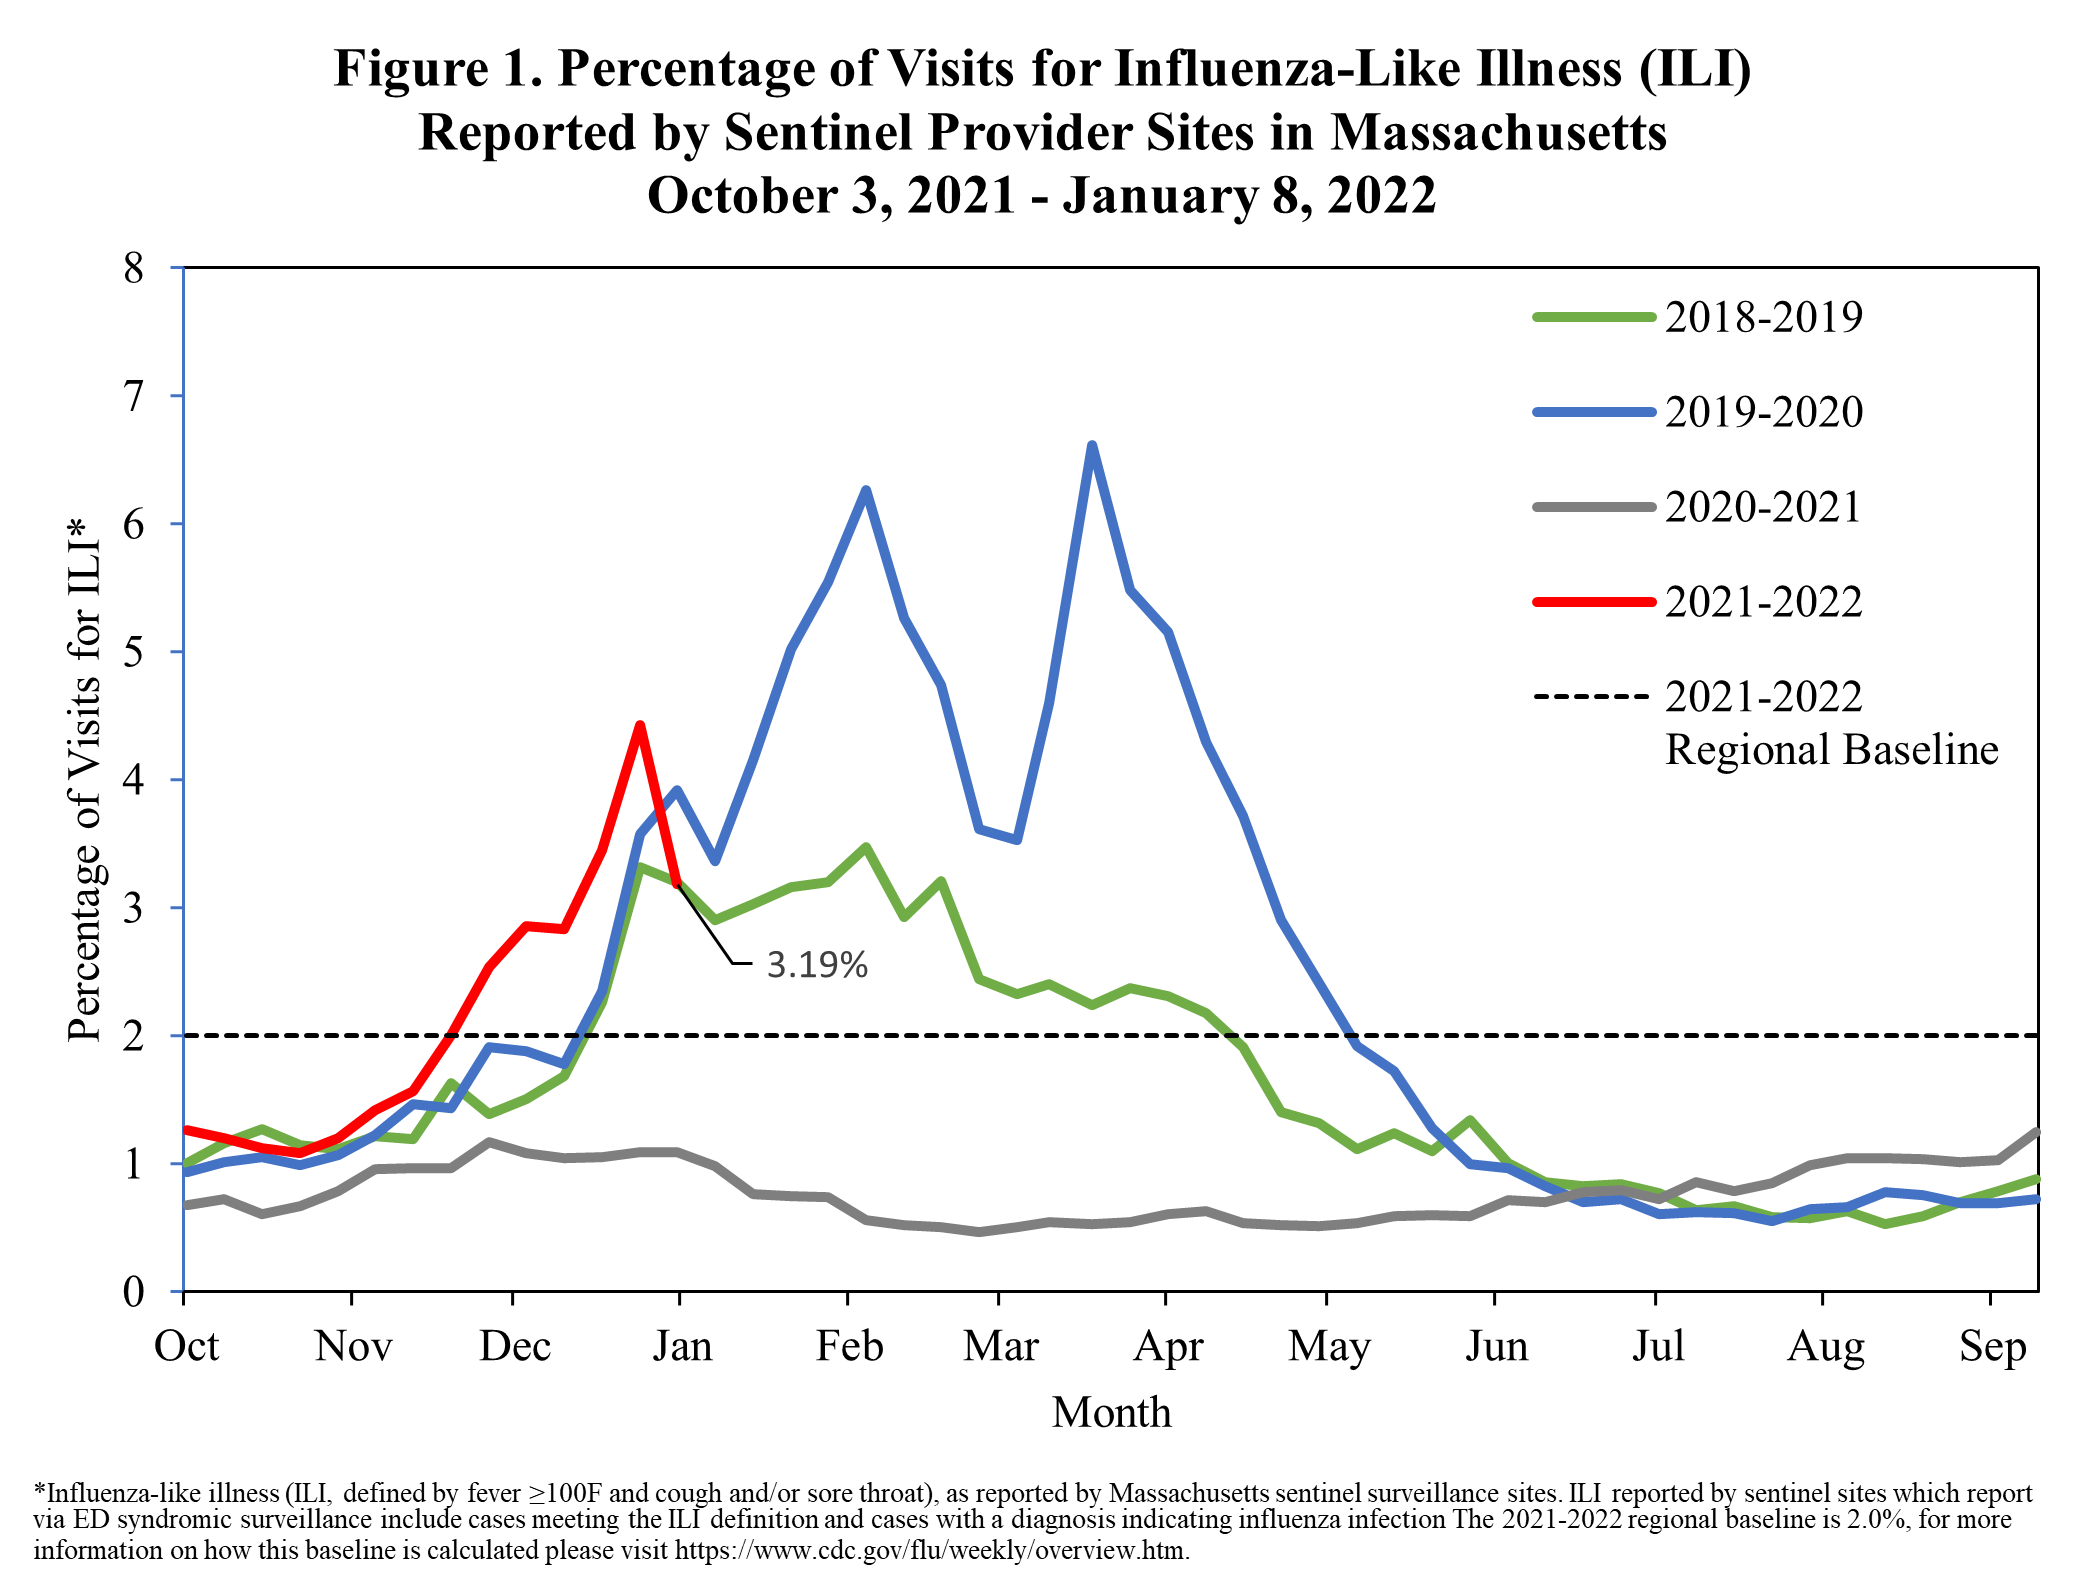 Figure 1. Percentage of Visits for Influenza-Like Illness (ILI)
Reported by Sentinel Provider Sites in Massachusetts
October 3, 2021 - January 8, 2022
8
7
6
5
4
3
2
1
0
Percentage of Visits for ILI*
2018-2019
2019-2020
2020-2021
2021-2022
2021-2022
Regional Baseline
3.19%
Oct Nov Dec Jan Feb Mar Apr May Jun Jul Aug Sep
Month
*Influenza-like illness (ILI, defined by fever ≥100F and cough and/or sore throat), as reported by Massachusetts sentinel surveillance sites. ILI reported by sentinel sites which report
via ED syndromic surveillance include cases meeting the ILI definition and cases with a diagnosis indicating influenza infection The 2021-2022 regional baseline is 2.0%, for more
information on how this baseline is calculated please visit https://www.cdc.gov/flu/weekly/overview.htm.